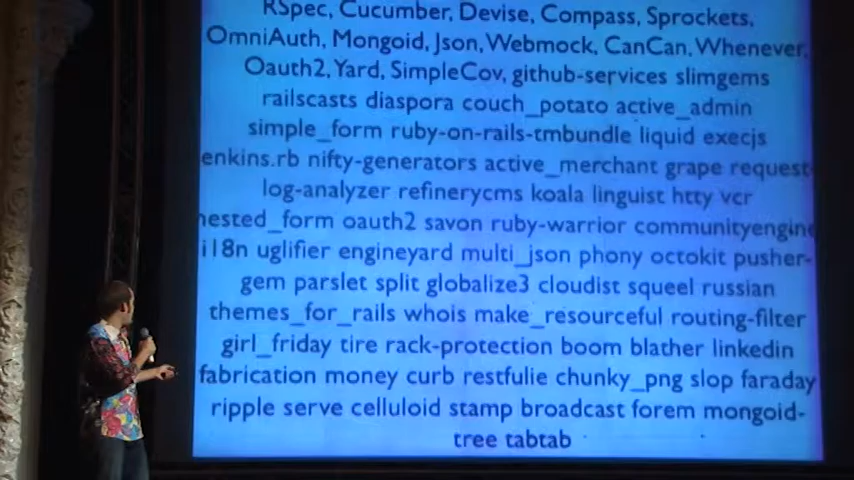 RSpec, Cucumber, Devise, Compass, Sprockets,
OmniAuth, Mongoid, Json, Webmock, CanCan, Whenever,
Oauth2, Yard, SimpleCov, github-services slimgems
railscasts diaspora couch_potato active_admin
simple_form ruby-on-rails-tmbundle liquid execjs
enkins.rb nifty-generators active_merchant grape request-
log-analyzer refinerycms koala linguist htty vcr
nested_form oauth2 savon ruby-warrior communityengine
i18n uglifier engineyard multi_json phony octokit pusher-
gem parslet split globalize3 cloudist squeel russian
themes_for_rails whois make_resourceful routing-filter
girl_friday tire rack-protection boom blather linkedin
fabrication money curb restfulie chunky_png slop faraday
ripple serve celluloid stamp broadcast forem mongoid-
tree tabtab